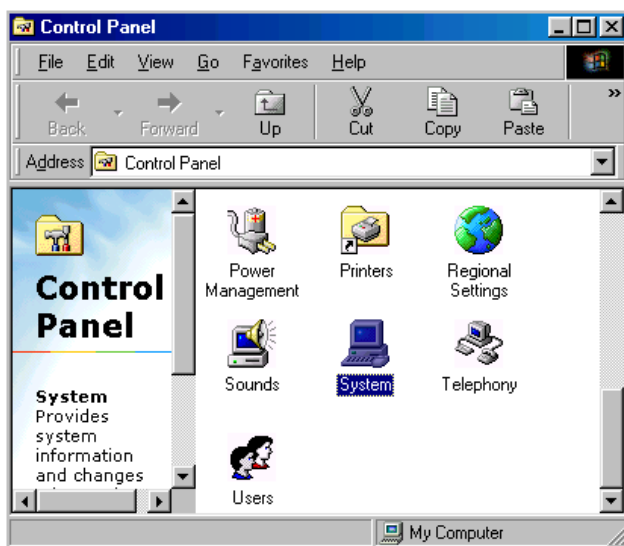 Control Panel
File Edit View Go Favorites Help
Back Forward Up Cut Copy Paste »
Address Control Panel
Control
Panel
System
Provides
system
information
and changes
Power
Management
Printers
Regional
Settings
Sounds
System
Telephony
Users
My Computer